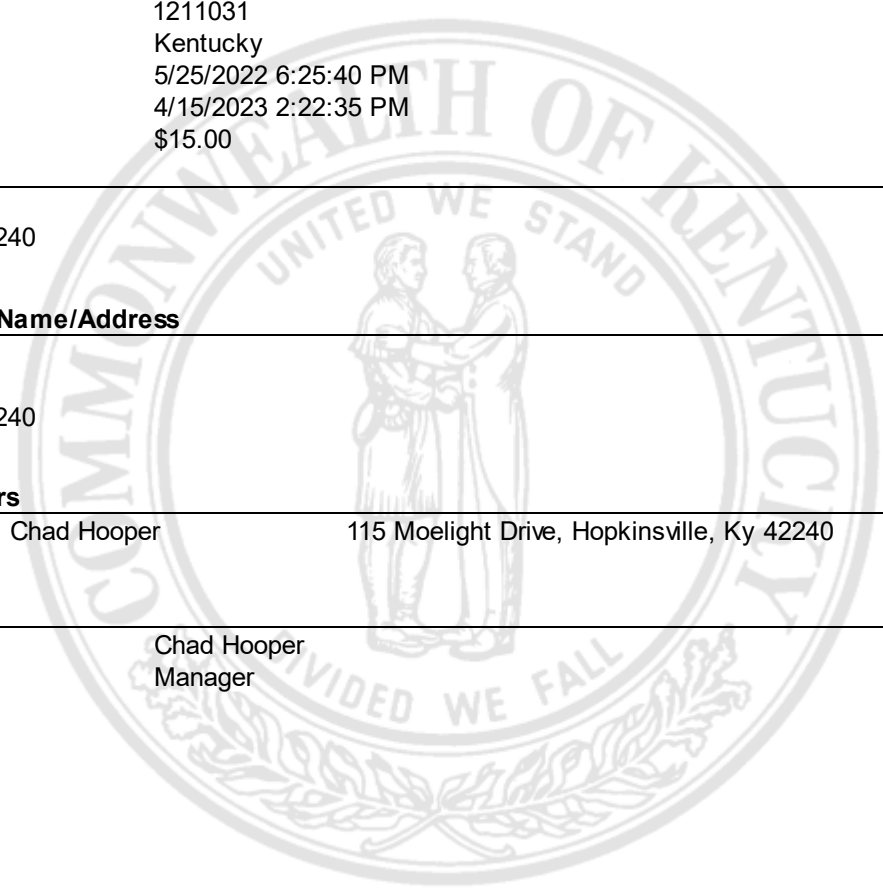 1211031
Kentucky
5/25/2022 6:25:40 PM
4/15/2023 2:22:35 PM
$15.00
COMMONWEALTH OF KENTUCKY
UNITED WE STAND
240
Name/Address
240
rs
Chad Hooper 115 Moelight Drive, Hopkinsville, Ky 42240
Chad Hooper
Manager
DIVIDED WE FALL